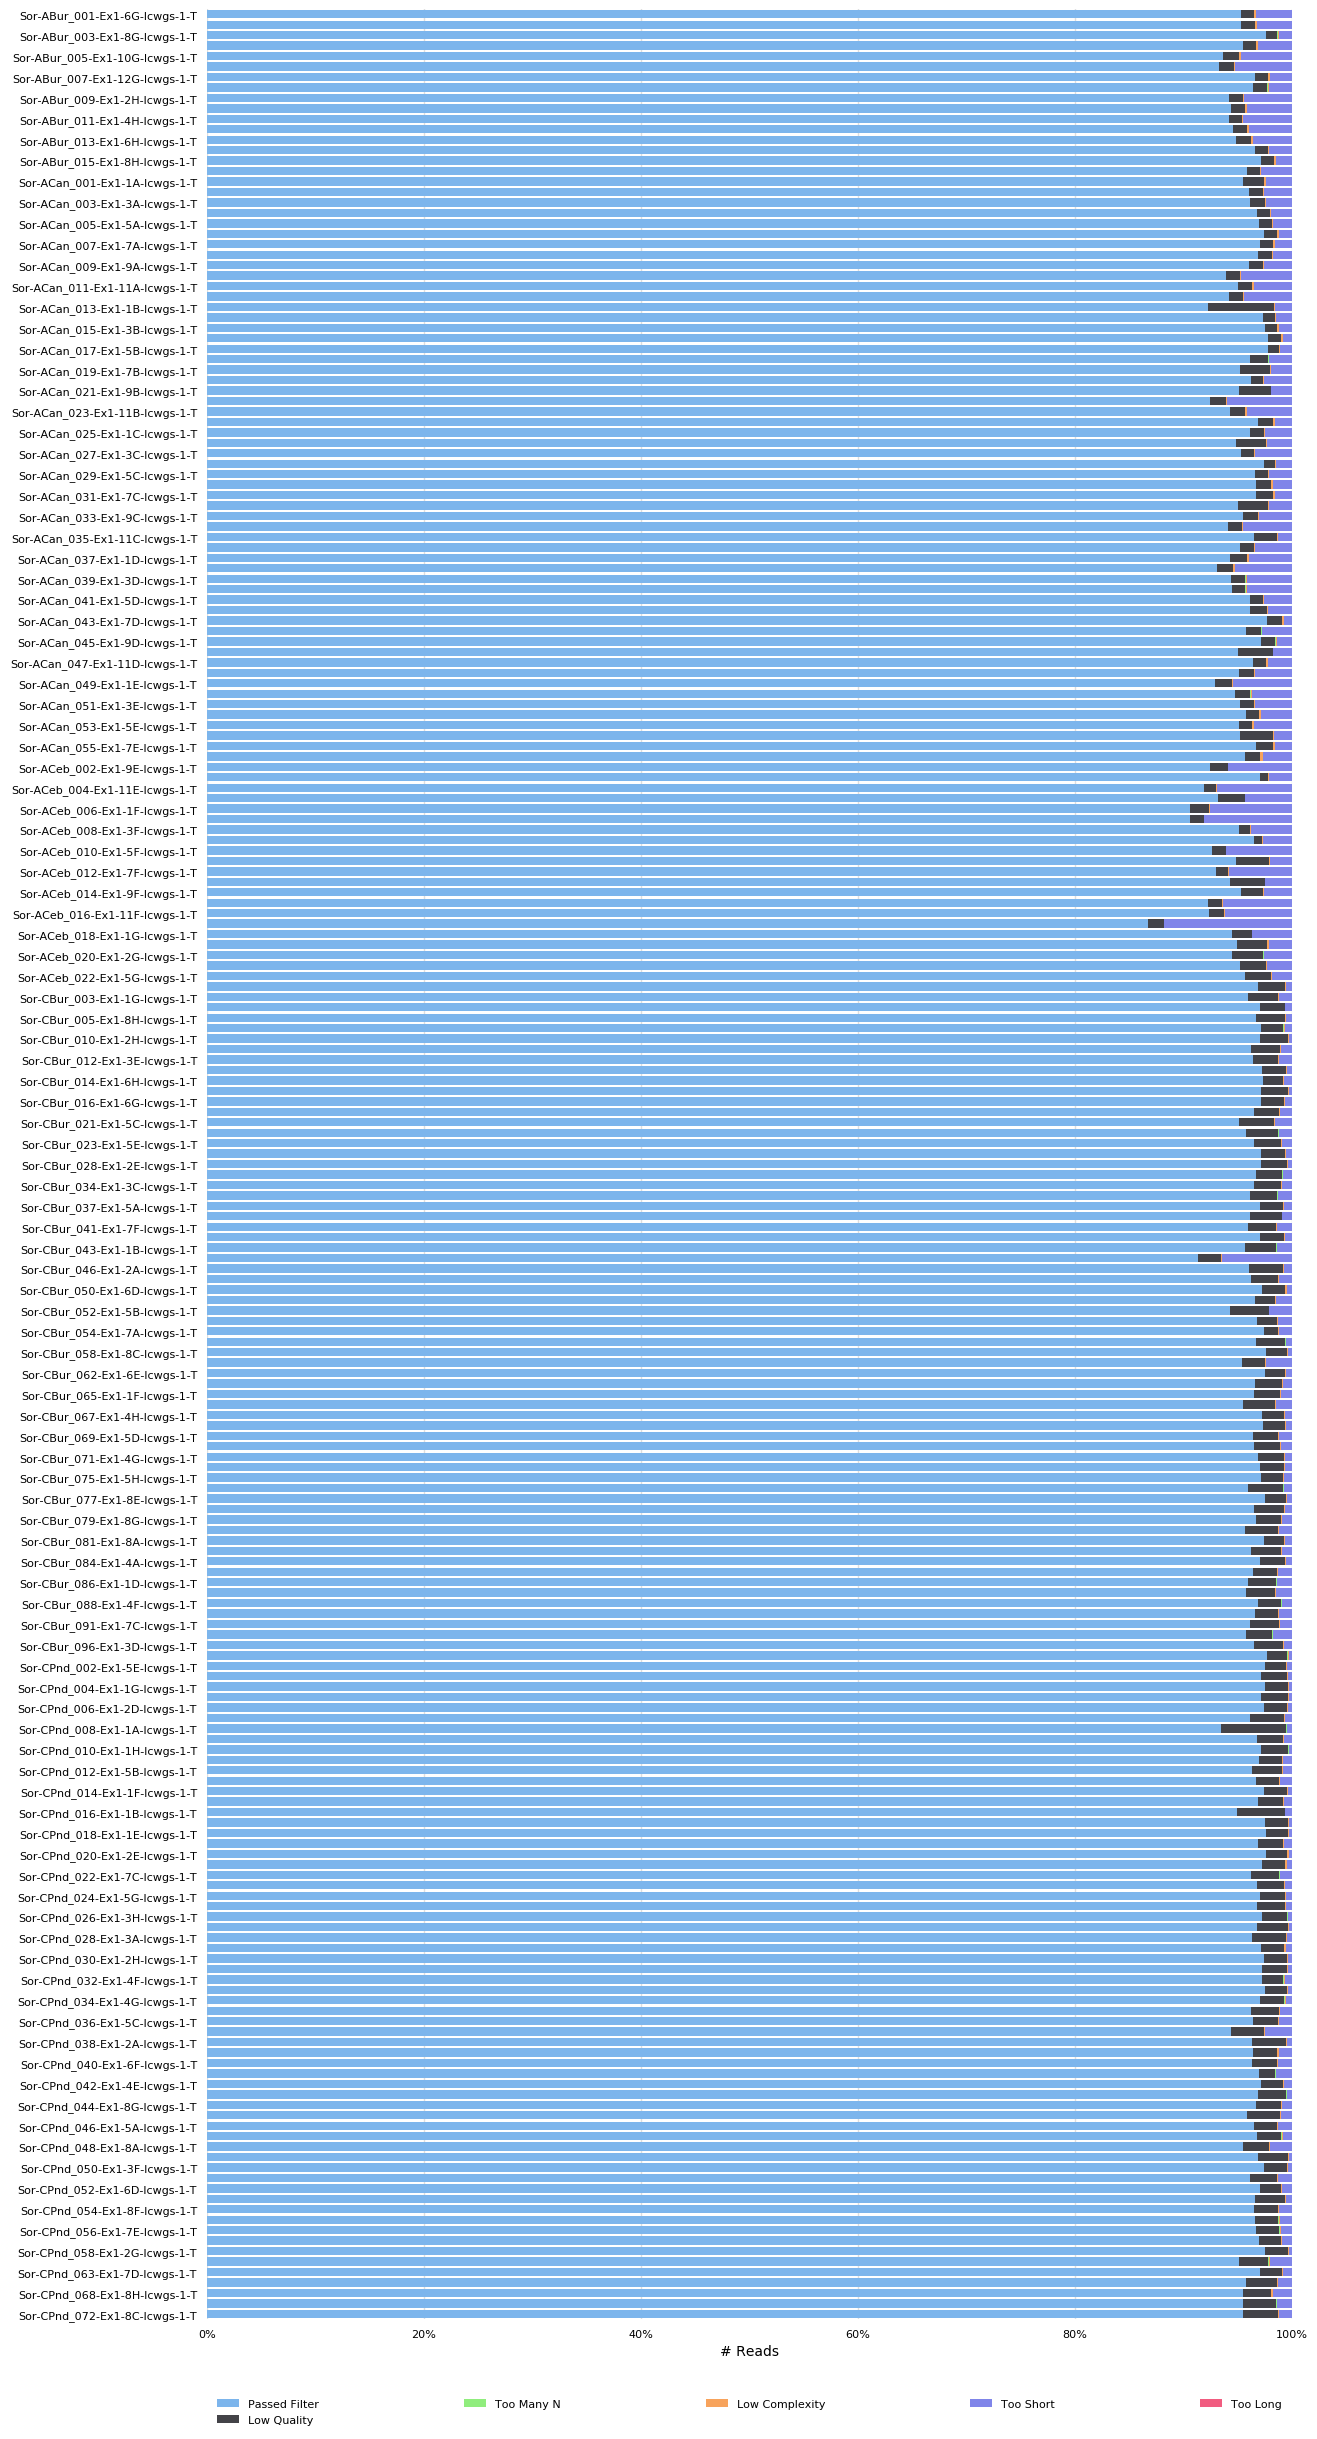 Sor-ABur_001-Ex1-6G-lcwgs-1-T
Sor-ABur_003-Ex1-8G-lcwgs-1-T
Sor-ABur_005-Ex1-10G-lcwgs-1-T
Sor-ABur_007-Ex1-12G-lcwgs-1-T
Sor-ABur_009-Ex1-2H-lcwgs-1-T
Sor-ABur_011-Ex1-4H-lcwgs-1-T
Sor-ABur_013-Ex1-6H-lcwgs-1-T
Sor-ABur_015-Ex1-8H-lcwgs-1-T
Sor-ACan_001-Ex1-1A-lcwgs-1-T
Sor-ACan_003-Ex1-3A-lcwgs-1-T
Sor-ACan_005-Ex1-5A-lcwgs-1-T
Sor-ACan_007-Ex1-7A-lcwgs-1-T
Sor-ACan_009-Ex1-9A-lcwgs-1-T
Sor-ACan_011-Ex1-11A-lcwgs-1-T
Sor-ACan_013-Ex1-1B-lcwgs-1-T
Sor-ACan_015-Ex1-3B-lcwgs-1-T
Sor-ACan_017-Ex1-5B-lcwgs-1-T
Sor-ACan_019-Ex1-7B-lcwgs-1-T
Sor-ACan_021-Ex1-9B-lcwgs-1-T
Sor-ACan_023-Ex1-11B-lcwgs-1-T
Sor-ACan_025-Ex1-1C-lcwgs-1-T
Sor-ACan_027-Ex1-3C-lcwgs-1-T
Sor-ACan_029-Ex1-5C-lcwgs-1-T
Sor-ACan_031-Ex1-7C-lcwgs-1-T
Sor-ACan_033-Ex1-9C-lcwgs-1-T
Sor-ACan_035-Ex1-11C-lcwgs-1-T
Sor-ACan_037-Ex1-1D-lcwgs-1-T
Sor-ACan_039-Ex1-3D-lcwgs-1-T
Sor-ACan_041-Ex1-5D-lcwgs-1-T
Sor-ACan_043-Ex1-7D-lcwgs-1-T
Sor-ACan_045-Ex1-9D-lcwgs-1-T
Sor-ACan_047-Ex1-11D-lcwgs-1-T
Sor-ACan_049-Ex1-1E-lcwgs-1-T
Sor-ACan_051-Ex1-3E-lcwgs-1-T
Sor-ACan_053-Ex1-5E-lcwgs-1-T
Sor-ACan_055-Ex1-7E-lcwgs-1-T
Sor-ACeb_002-Ex1-9E-lcwgs-1-T
Sor-ACeb_004-Ex1-11E-lcwgs-1-T
Sor-ACeb_006-Ex1-1F-lcwgs-1-T
Sor-ACeb_008-Ex1-3F-lcwgs-1-T
Sor-ACeb_010-Ex1-5F-lcwgs-1-T
Sor-ACeb_012-Ex1-7F-lcwgs-1-T
Sor-ACeb_014-Ex1-9F-lcwgs-1-T
Sor-ACeb_016-Ex1-11F-lcwgs-1-T
Sor-ACeb_018-Ex1-1G-lcwgs-1-T
Sor-ACeb_020-Ex1-2G-lcwgs-1-T
Sor-ACeb_022-Ex1-5G-lcwgs-1-T
Sor-CBur_003-Ex1-1G-lcwgs-1-T
Sor-CBur_005-Ex1-8H-lcwgs-1-T
Sor-CBur_010-Ex1-2H-lcwgs-1-T
Sor-CBur_012-Ex1-3E-lcwgs-1-T
Sor-CBur_014-Ex1-6H-lcwgs-1-T
Sor-CBur_016-Ex1-6G-lcwgs-1-T
Sor-CBur_021-Ex1-5C-lcwgs-1-T
Sor-CBur_023-Ex1-5E-lcwgs-1-T
Sor-CBur_028-Ex1-2E-lcwgs-1-T
Sor-CBur_034-Ex1-3C-lcwgs-1-T
Sor-CBur_037-Ex1-5A-lcwgs-1-T
Sor-CBur_041-Ex1-7F-lcwgs-1-T
Sor-CBur_043-Ex1-1B-lcwgs-1-T
Sor-CBur_046-Ex1-2A-lcwgs-1-T
Sor-CBur_050-Ex1-6D-lcwgs-1-T
Sor-CBur_052-Ex1-5B-lcwgs-1-T
Sor-CBur_054-Ex1-7A-lcwgs-1-T
Sor-CBur_058-Ex1-8C-lcwgs-1-T
Sor-CBur_062-Ex1-6E-lcwgs-1-T
Sor-CBur_065-Ex1-1F-lcwgs-1-T
Sor-CBur_067-Ex1-4H-lcwgs-1-T
Sor-CBur_069-Ex1-5D-lcwgs-1-T
Sor-CBur_071-Ex1-4G-lcwgs-1-T
Sor-CBur_075-Ex1-5H-lcwgs-1-T
Sor-CBur_077-Ex1-8E-lcwgs-1-T
Sor-CBur_079-Ex1-8G-lcwgs-1-T
Sor-CBur_081-Ex1-8A-lcwgs-1-T
Sor-CBur_084-Ex1-4A-lcwgs-1-T
Sor-CBur_086-Ex1-1D-lcwgs-1-T
Sor-CBur_088-Ex1-4F-lcwgs-1-T
Sor-CBur_091-Ex1-7C-lcwgs-1-T
Sor-CBur_096-Ex1-3D-lcwgs-1-T
Sor-CPnd_002-Ex1-5E-lcwgs-1-T
Sor-CPnd_004-Ex1-1G-lcwgs-1-T
Sor-CPnd_006-Ex1-2D-lcwgs-1-T
Sor-CPnd_008-Ex1-1A-lcwgs-1-T
Sor-CPnd_010-Ex1-1H-lcwgs-1-T
Sor-CPnd_012-Ex1-5B-lcwgs-1-T
Sor-CPnd_014-Ex1-1F-lcwgs-1-T
Sor-CPnd_016-Ex1-1B-lcwgs-1-T
Sor-CPnd_018-Ex1-1E-lcwgs-1-T
Sor-CPnd_020-Ex1-2E-lcwgs-1-T
Sor-CPnd_022-Ex1-7C-lcwgs-1-T
Sor-CPnd_024-Ex1-5G-lcwgs-1-T
Sor-CPnd_026-Ex1-3H-lcwgs-1-T
Sor-CPnd_028-Ex1-3A-lcwgs-1-T
Sor-CPnd_030-Ex1-2H-lcwgs-1-T
Sor-CPnd_032-Ex1-4F-lcwgs-1-T
Sor-CPnd_034-Ex1-4G-lcwgs-1-T
Sor-CPnd_036-Ex1-5C-lcwgs-1-T
Sor-CPnd_038-Ex1-2A-lcwgs-1-T
Sor-CPnd_040-Ex1-6F-lcwgs-1-T
Sor-CPnd_042-Ex1-4E-lcwgs-1-T
Sor-CPnd_044-Ex1-8G-lcwgs-1-T
Sor-CPnd_046-Ex1-5A-lcwgs-1-T
Sor-CPnd_048-Ex1-8A-lcwgs-1-T
Sor-CPnd_050-Ex1-3F-lcwgs-1-T
Sor-CPnd_052-Ex1-6D-lcwgs-1-T
Sor-CPnd_054-Ex1-8F-lcwgs-1-T
Sor-CPnd_056-Ex1-7E-lcwgs-1-T
Sor-CPnd_058-Ex1-2G-lcwgs-1-T
Sor-CPnd_063-Ex1-7D-lcwgs-1-T
Sor-CPnd_068-Ex1-8H-lcwgs-1-T
Sor-CPnd_072-Ex1-8C-lcwgs-1-T
0% 20% 40% 60% 80% 100%
# Reads
Passed Filter Too Many N Low Complexity Too Short Too Long
Low Quality